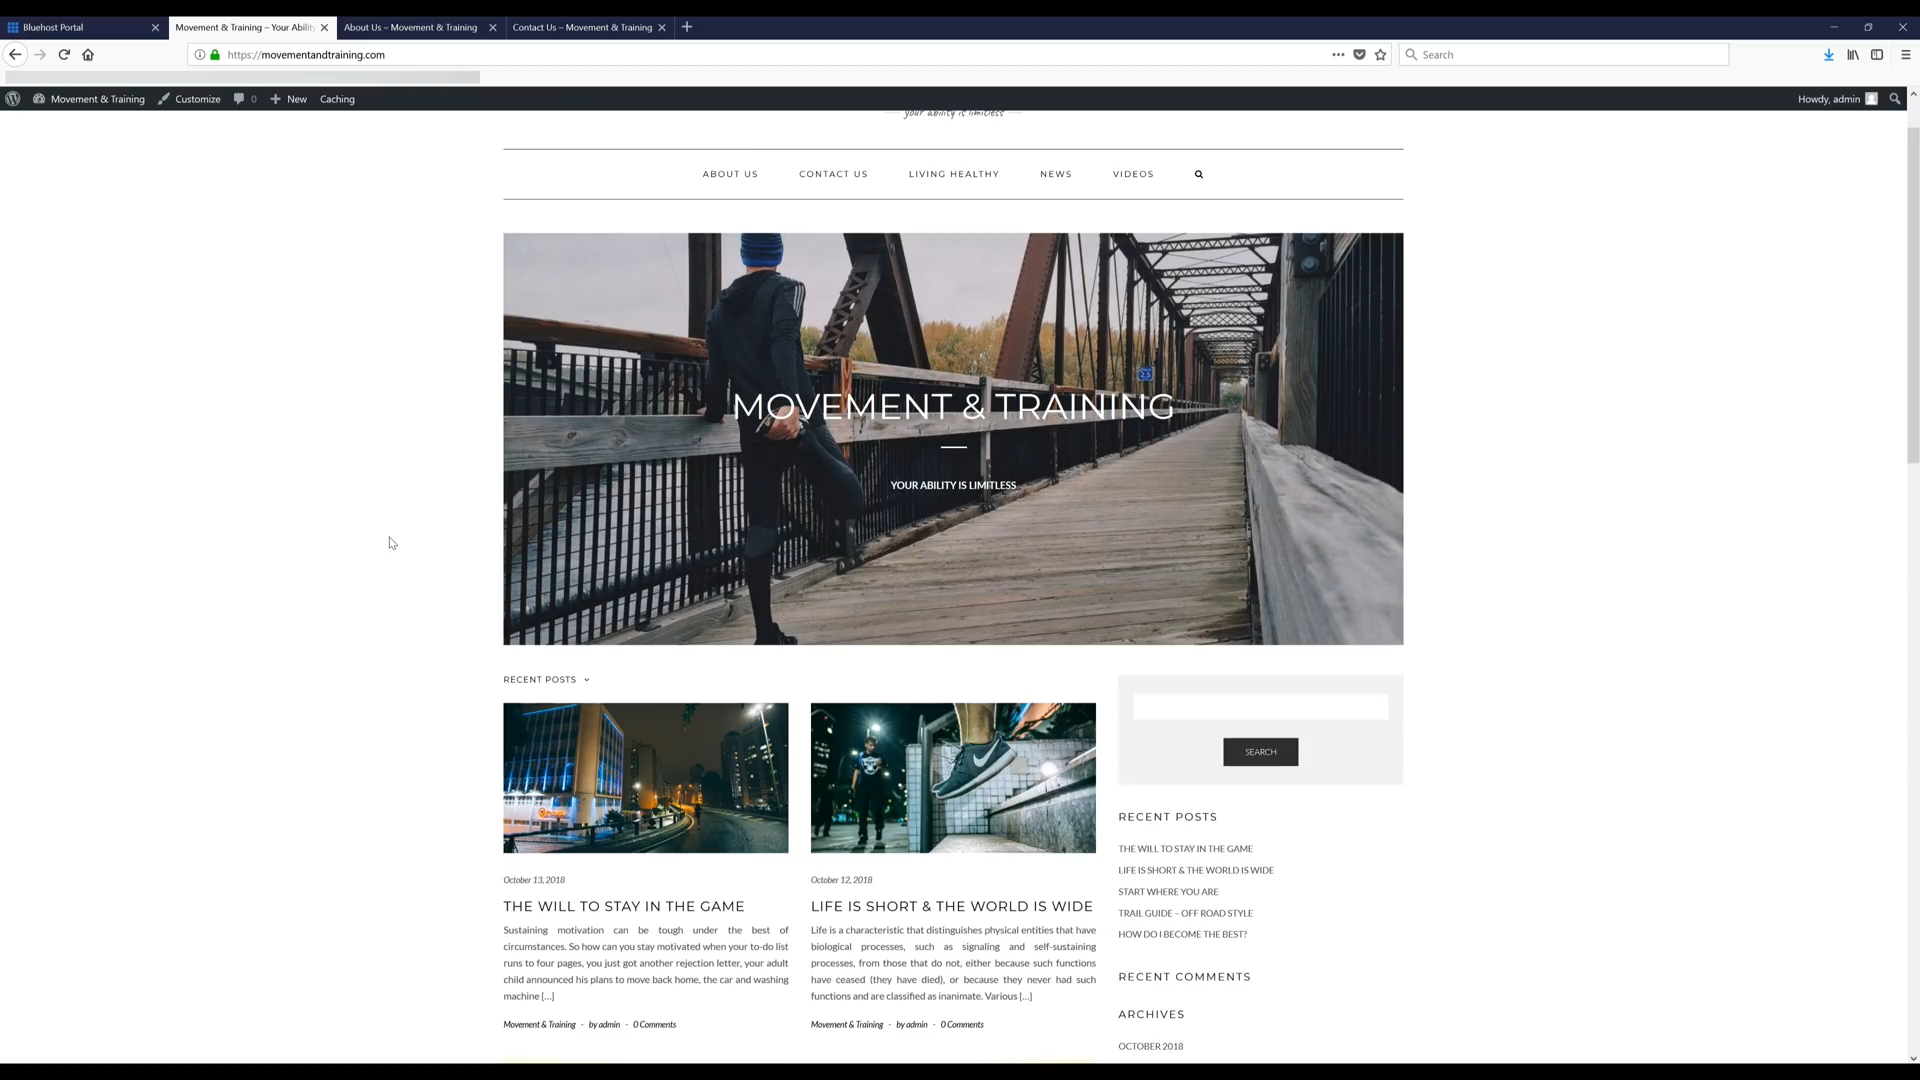 Bluehost Portal
Movement & Training – Your Ability
About Us – Movement & Training
Contact Us – Movement & Training
https://movementandtraining.com
Search
Movement & Training
Customize
0
New
Caching
Howdy, admin
your ability is limitless
ABOUT US
CONTACT US
LIVING HEALTHY
NEWS
VIDEOS
2.5
MOVEMENT & TRAINING
YOUR ABILITY IS LIMITLESS
RECENT POSTS
October 13, 2018
THE WILL TO STAY IN THE GAME
Sustaining motivation can be tough under the best of
circumstances. So how can you stay motivated when your to-do list
runs to four pages, you just got another rejection letter, your adult
child announced his plans to move back home, the car and washing
machine [...]
Movement & Training - by admin - 0 Comments
October 12, 2018
LIFE IS SHORT & THE WORLD IS WIDE
Life is a characteristic that distinguishes physical entities that have
biological processes, such as signaling and self-sustaining
processes, from those that do not, either because such functions
have ceased (they have died), or because they never had such
functions and are classified as inanimate. Various [...]
Movement & Training - by admin - 0 Comments
SEARCH
RECENT POSTS
THE WILL TO STAY IN THE GAME
LIFE IS SHORT & THE WORLD IS WIDE
START WHERE YOU ARE
TRAIL GUIDE – OFF ROAD STYLE
HOW DO I BECOME THE BEST?
RECENT COMMENTS
ARCHIVES
OCTOBER 2018